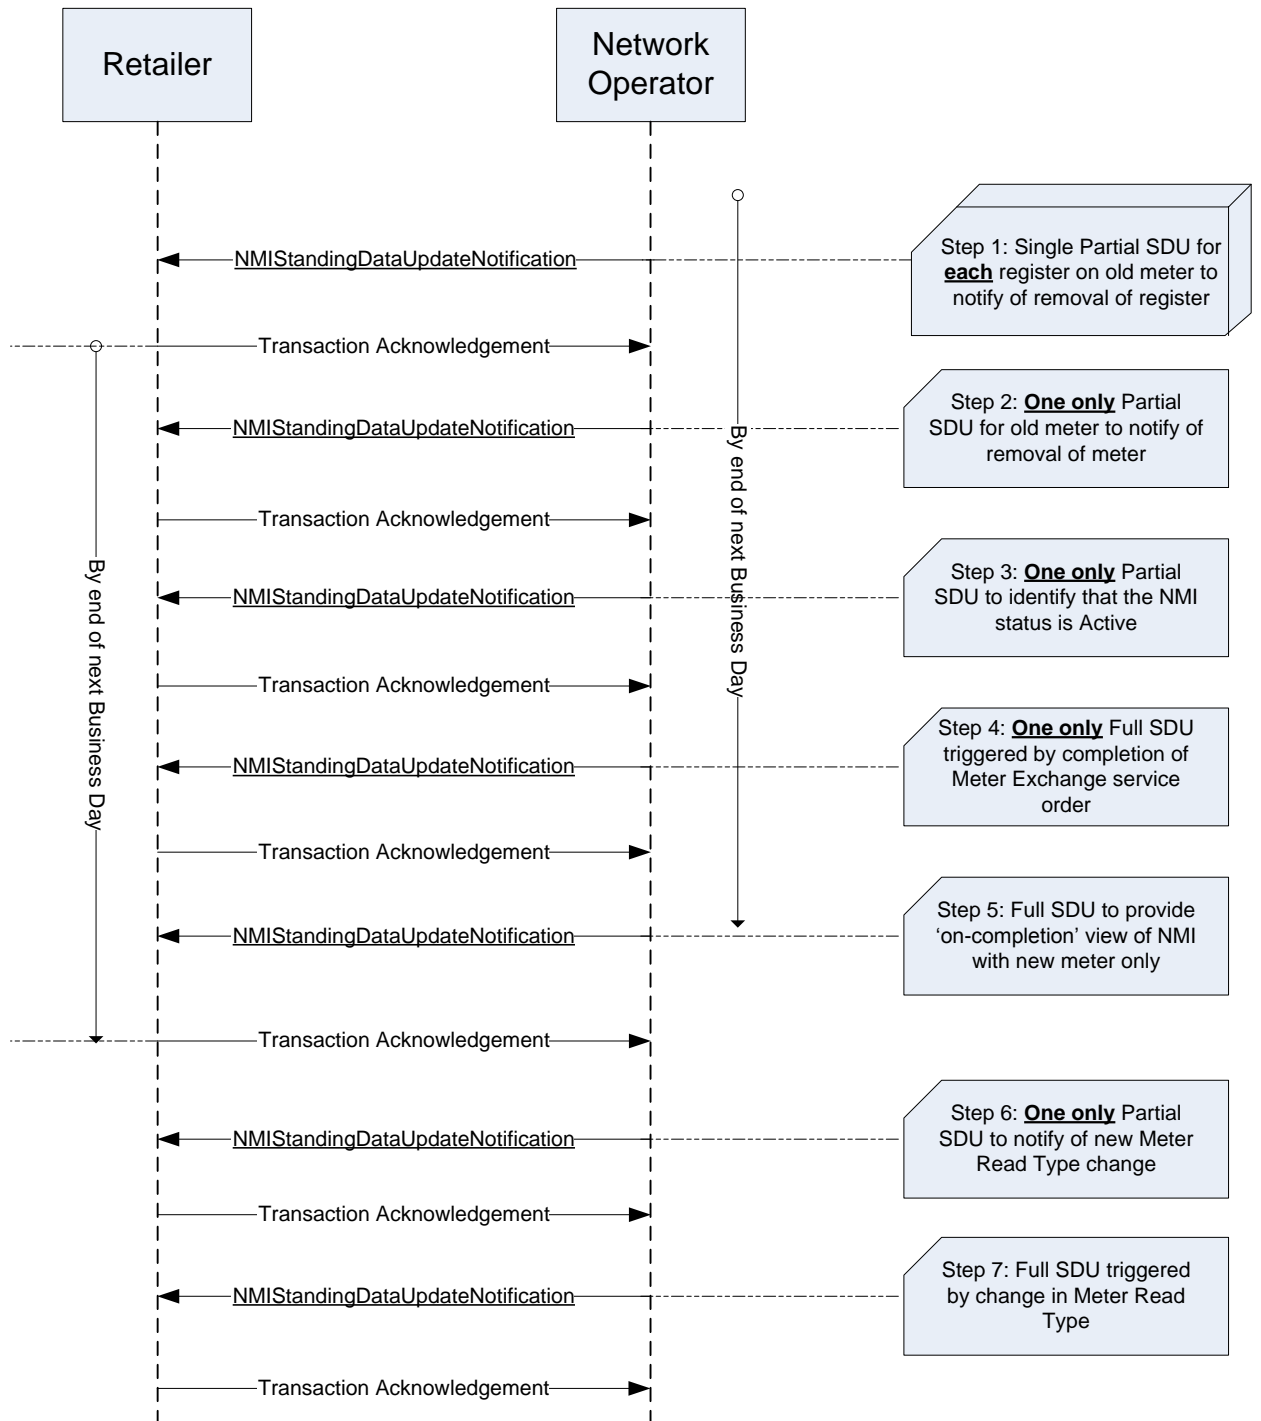 Retailer
Network
Operator
NMIStandingDataUpdateNotification
Step 1: Single Partial SDU for
each register on old meter to
notify of removal of register
Transaction Acknowledgement
NMIStandingDataUpdateNotification
Step 2: One only Partial
SDU for old meter to notify of
removal of meter
By end of next Business Day
Transaction Acknowledgement
By end of next Business Day
NMIStandingDataUpdateNotification
Step 3: One only Partial
SDU to identify that the NMI
status is Active
Transaction Acknowledgement
NMIStandingDataUpdateNotification
Step 4: One only Full SDU
triggered by completion of
Meter Exchange service
order
Transaction Acknowledgement
NMIStandingDataUpdateNotification
Step 5: Full SDU to provide
‘on-completion’ view of NMI
with new meter only
Transaction Acknowledgement
NMIStandingDataUpdateNotification
Step 6: One only Partial
SDU to notify of new Meter
Read Type change
Transaction Acknowledgement
NMIStandingDataUpdateNotification
Step 7: Full SDU triggered
by change in Meter Read
Type
Transaction Acknowledgement